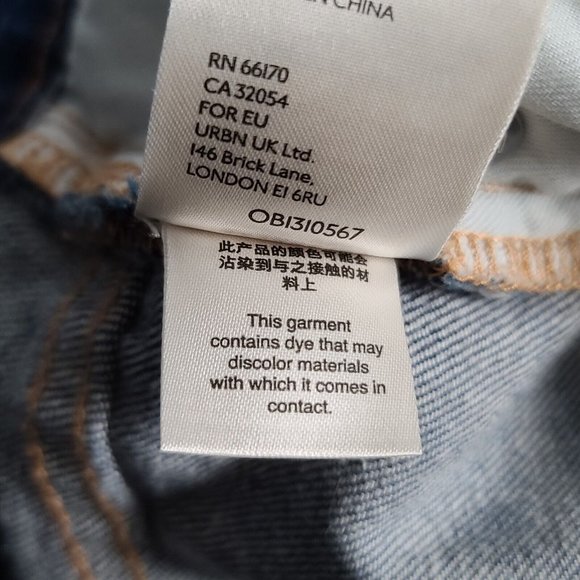 CHINA
RN 66170
CA 32054
FOR EU
URBN UK Ltd.
146 Brick Lane,
LONDON E1 6RU
OB1310567
此产品的颜色可能会
沾染到与之接触的材
料上
This garment
contains dye that may
discolor materials
with which it comes in
contact.